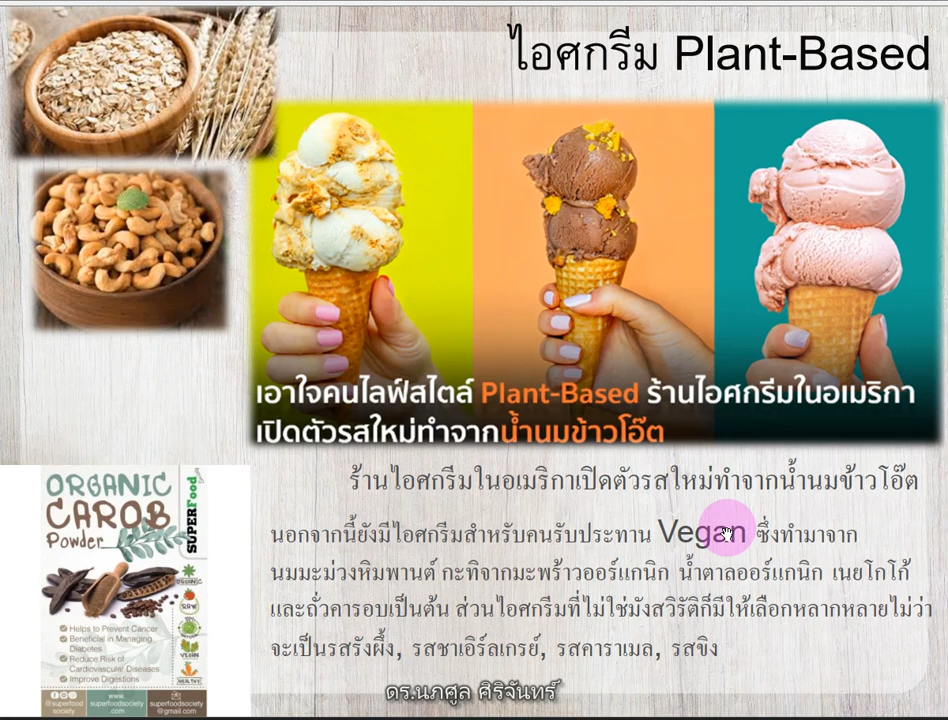 ไอศกรีม Plant-Based
เอาใจคนไลฟ์สไตล์ Plant-Based ร้านไอศกรีมในอเมริกา
เปิดตัวรสใหม่ทำจากน้ำนมข้าวโอ๊ต
ร้านไอศกรีมในอเมริกาเปิดตัวรสใหม่ทำจากน้ำนมข้าวโอ๊ต
นอกจากนี้ยังมีไอศกรีมสำหรับคนรับประทาน Vegan ซึ่งทำมาจาก
นมมะม่วงหิมพานต์ กะทิจากมะพร้าวออร์แกนิก น้ำตาลออร์แกนิก เนยโกโก้
และถั่วคารอบเป็นต้น ส่วนไอศกรีมที่ไม่ใช่มังสวิรัติก็มีให้เลือกหลากหลายไม่ว่า
จะเป็นรสรังผึ้ง, รสชาเอิร์ลเกรย์, รสคาราเมล, รสขิง
ORGANIC
CAROB
Powder
SUPERFood
ORGANIC
RAW
VEGAN
HEALTHY
Helps to Prevent Cancer
Beneficial in Managing
Diabetes
Reduce Risk of
Cardiovascular Diseases
Improve Digestions
@superfood
society
www.
superfoodsociety
.com
superfoodsociety
@gmail.com
ดร.นภศูล ศิริจันทร์